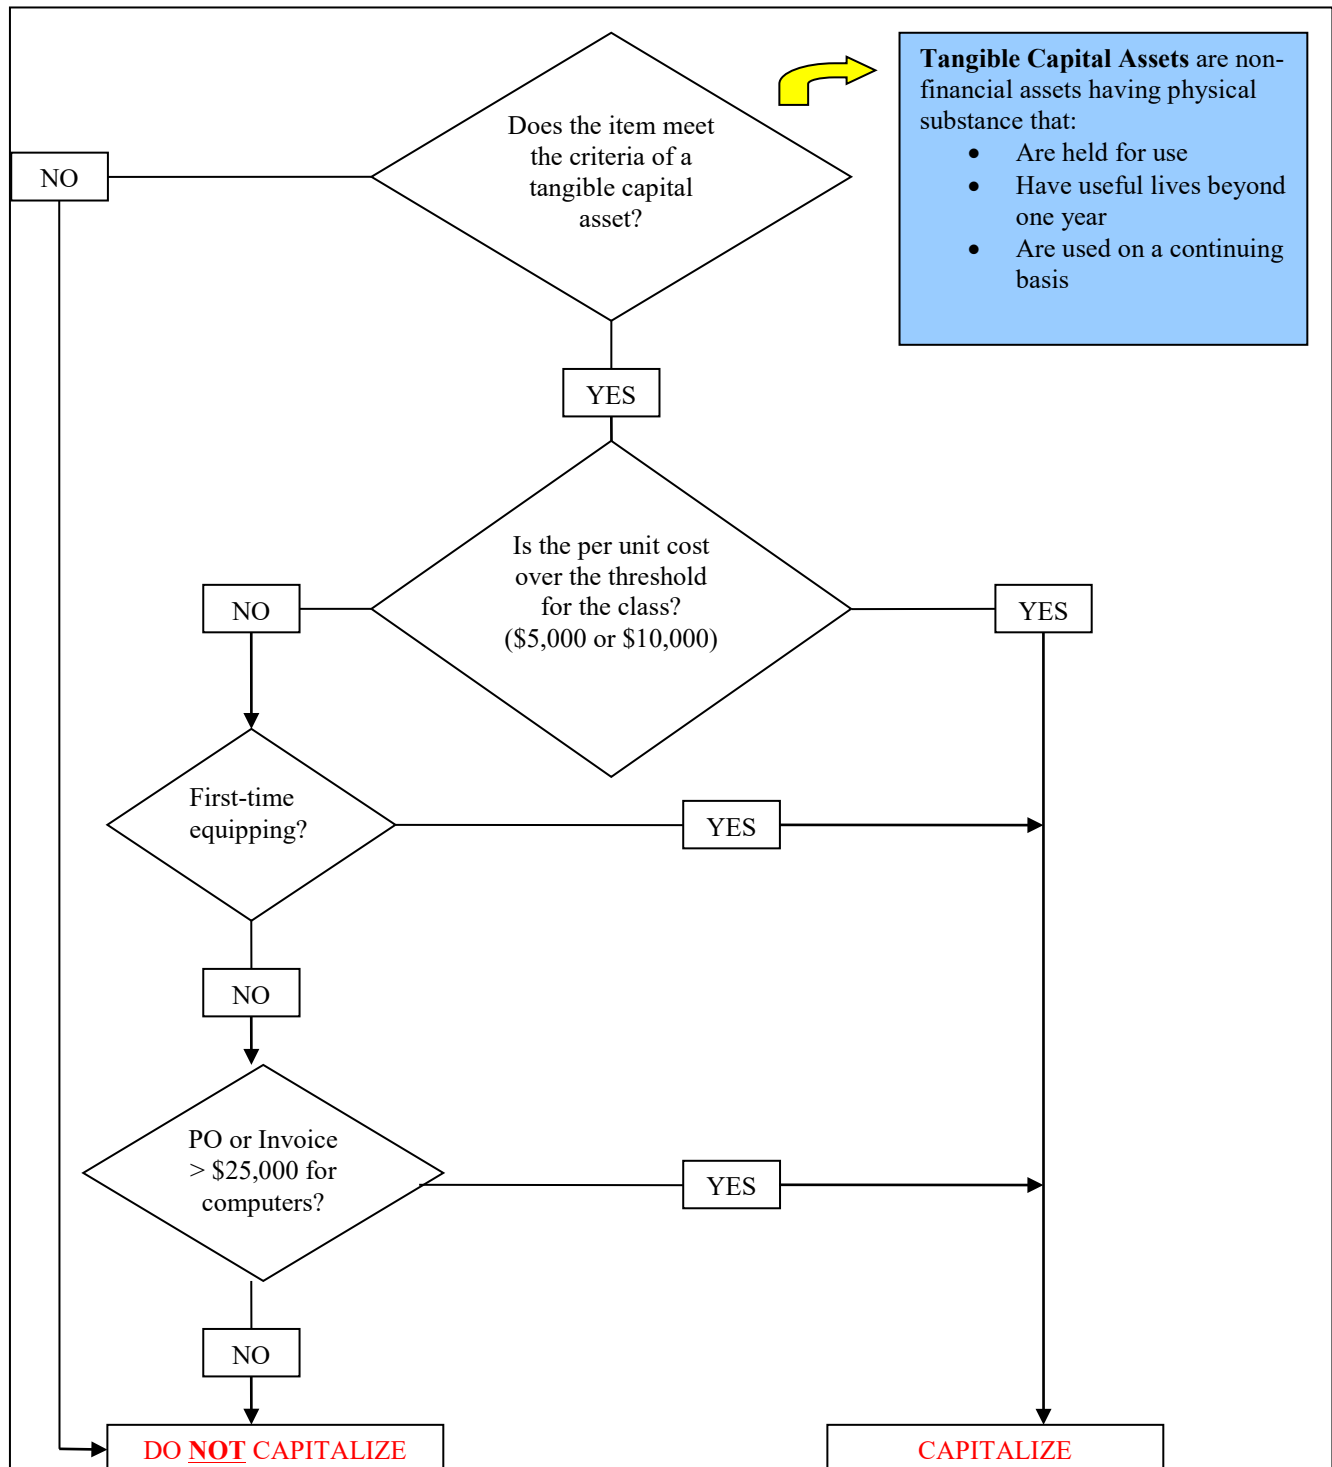 Does the item meet
the criteria of a
tangible capital
asset?
Tangible Capital Assets are non-
financial assets having physical
substance that:
• Are held for use
• Have useful lives beyond
one year
• Are used on a continuing
basis
NO
YES
Is the per unit cost
over the threshold
for the class?
($5,000 or $10,000)
NO
YES
First-time
equipping?
YES
NO
PO or Invoice
> $25,000 for
computers?
YES
NO
DO NOT CAPITALIZE
CAPITALIZE